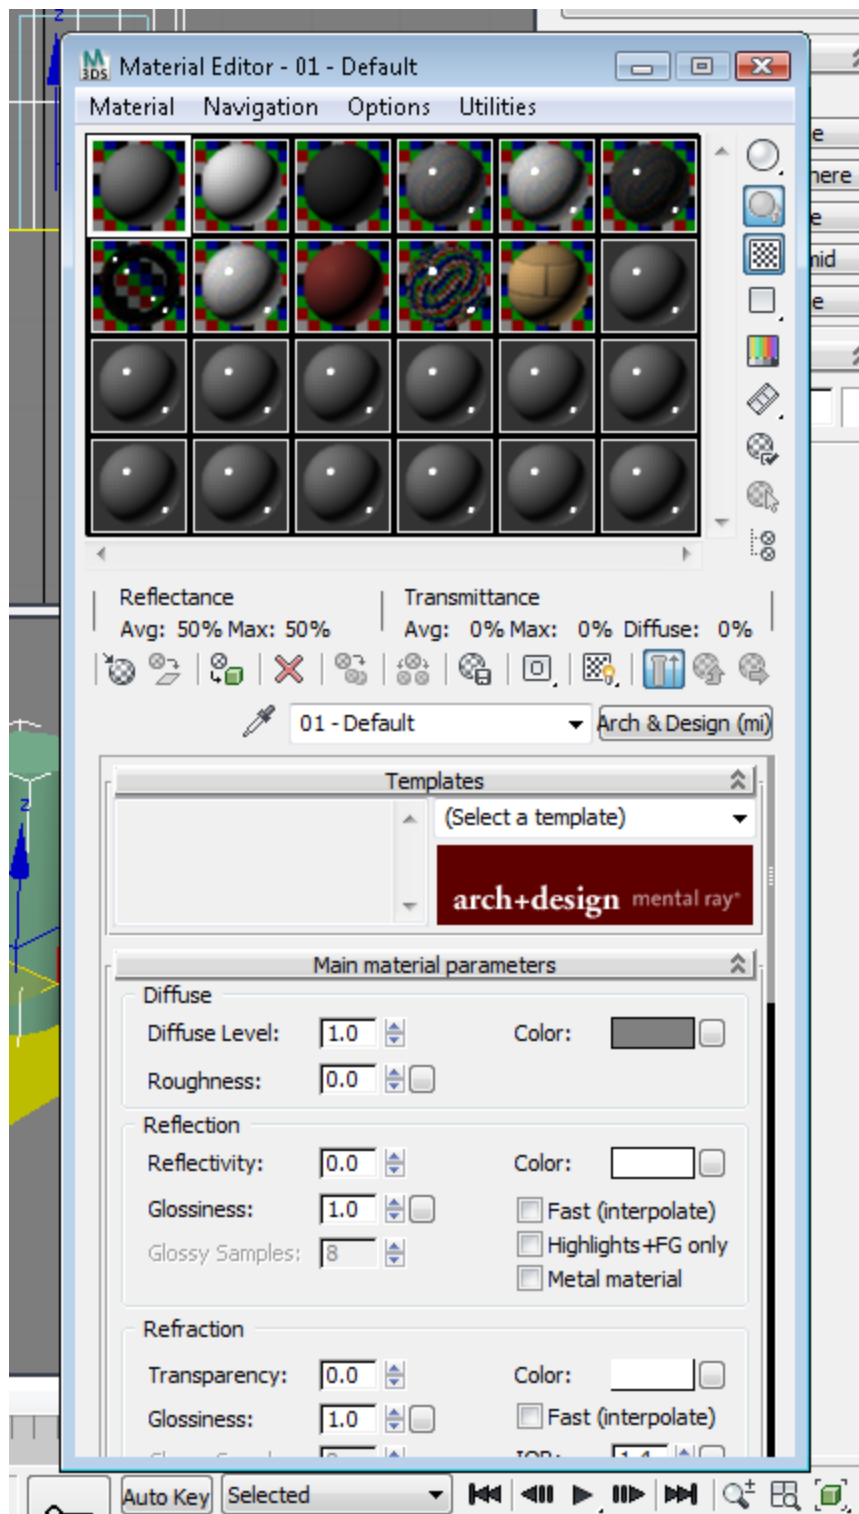 z
M
3DS
Material Editor - 01 - Default
Material Navigation Options Utilities
e
here
e
mid
e
Reflectance
Avg: 50% Max: 50%
Transmittance
Avg: 0% Max: 0% Diffuse: 0%
01 - Default
Arch & Design (mi)
z
Templates
(Select a template)
arch+design mental ray
Main material parameters
Diffuse
Diffuse Level: 1.0 Color:
Roughness: 0.0
Reflection
Reflectivity: 0.0 Color:
Glossiness: 1.0 Fast (interpolate)
Highlights+FG only
Glossy Samples: 8
Metal material
Refraction
Transparency: 0.0 Color:
Glossiness: 1.0 Fast (interpolate)
Auto Key Selected